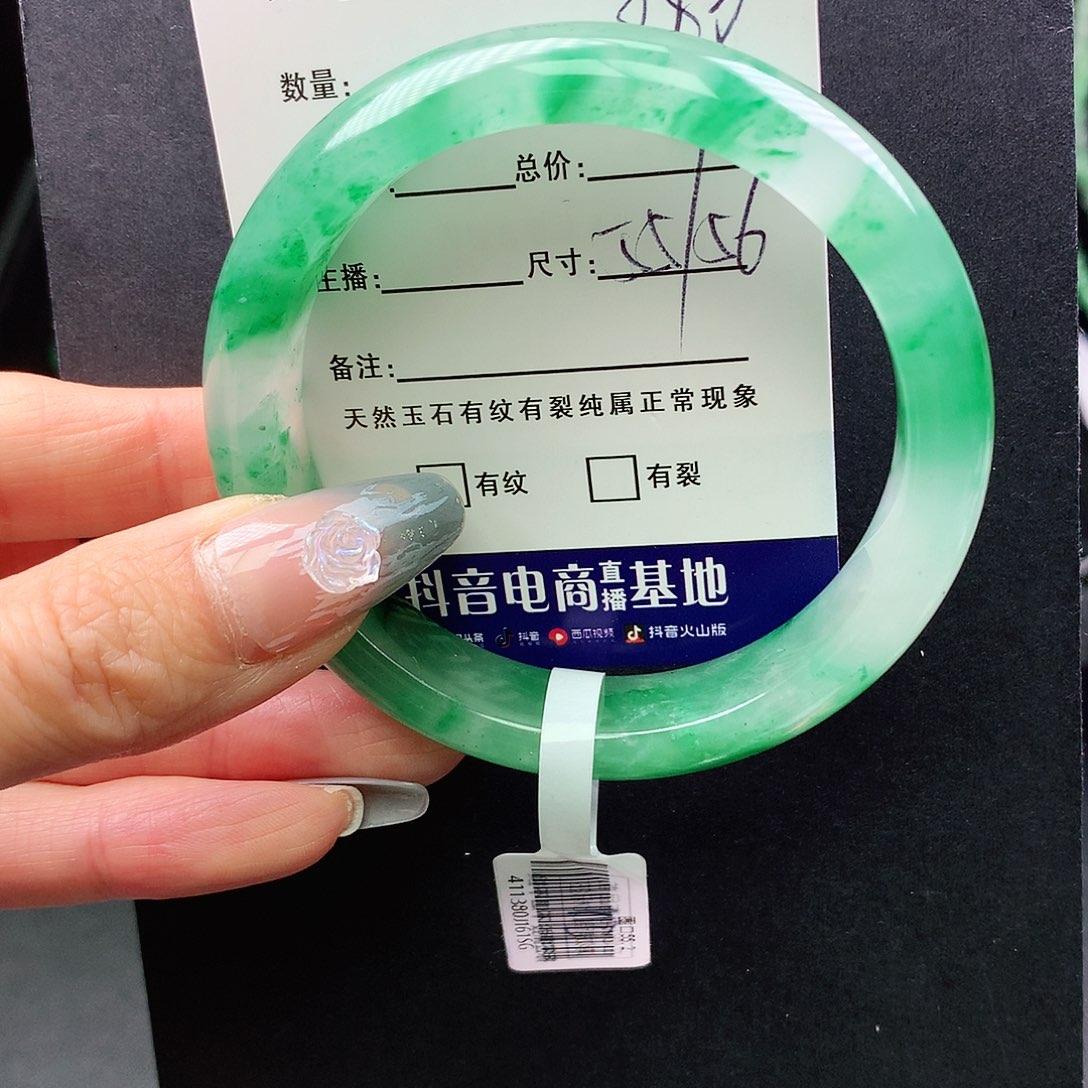 数量:
总价:
主播: 尺寸: 55/56
备注:
天然玉石有纹有裂纯属正常现象
有纹 有裂
抖音电商直播基地
头条 抖音 西瓜视频 抖音火山版